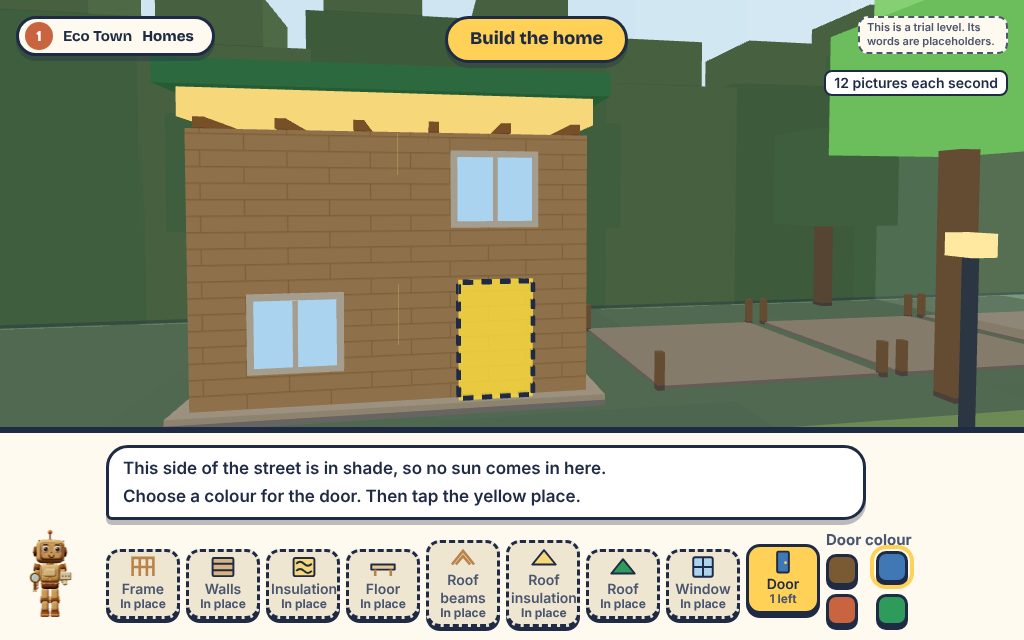 1 Eco Town Homes
Build the home
This is a trial level. Its
words are placeholders.
12 pictures each second
This side of the street is in shade, so no sun comes in here.
Choose a colour for the door. Then tap the yellow place.
Frame
In place
Walls
In place
Insulation
In place
Floor
In place
Roof
beams
In place
Roof
insulation
In place
Roof
In place
Window
In place
Door
1 left
Door colour